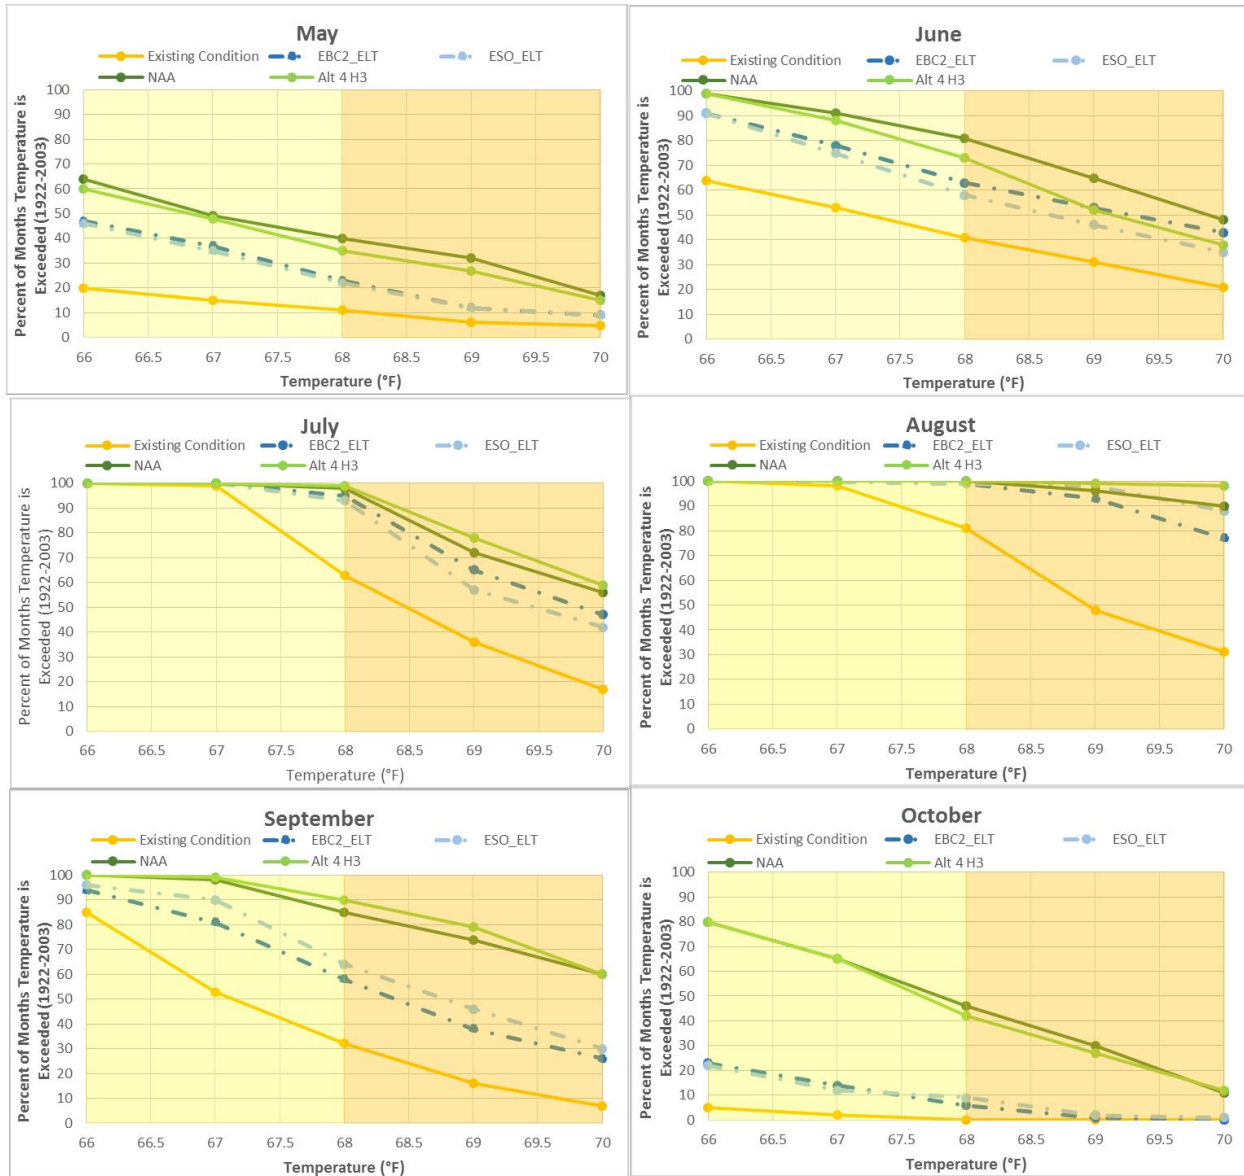 May
Existing Condition EBC2_ELT ESO_ELT
NAA Alt 4 H3
Percent of Months Temperature is
Exceeded (1922-2003)
100
90
80
70
60
50
40
30
20
10
0
66 66.5 67 67.5 68 68.5 69 69.5 70
Temperature (°F)
June
Existing Condition EBC2_ELT ESO_ELT
NAA Alt 4 H3
Percent of Months Temperature is
Exceeded (1922-2003)
100
90
80
70
60
50
40
30
20
10
0
66 66.5 67 67.5 68 68.5 69 69.5 70
Temperature (°F)
July
Existing Condition EBC2_ELT ESO_ELT
NAA Alt 4 H3
Percent of Months Temperature is
Exceeded (1922-2003)
100
90
80
70
60
50
40
30
20
10
0
66 66.5 67 67.5 68 68.5 69 69.5 70
Temperature (°F)
August
Existing Condition EBC2_ELT ESO_ELT
NAA Alt 4 H3
Percent of Months Temperature is
Exceeded (1922-2003)
100
90
80
70
60
50
40
30
20
10
0
66 66.5 67 67.5 68 68.5 69 69.5 70
Temperature (°F)
September
Existing Condition EBC2_ELT ESO_ELT
NAA Alt 4 H3
Percent of Months Temperature is
Exceeded (1922-2003)
100
90
80
70
60
50
40
30
20
10
0
66 66.5 67 67.5 68 68.5 69 69.5 70
Temperature (°F)
October
Existing Condition EBC2_ELT ESO_ELT
NAA Alt 4 H3
Percent of Months Temperature is
Exceeded (1922-2003)
100
90
80
70
60
50
40
30
20
10
0
66 66.5 67 67.5 68 68.5 69 69.5 70
Temperature (°F)